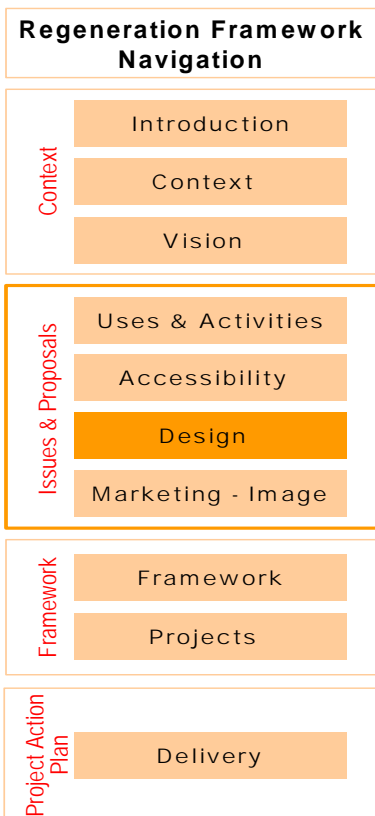 Regeneration Framework
Navigation
Context
Introduction
Context
Vision
Issues & Proposals
Uses & Activities
Accessibility
Design
Marketing - Image
Framework
Framework
Projects
Project Action
Plan
Delivery